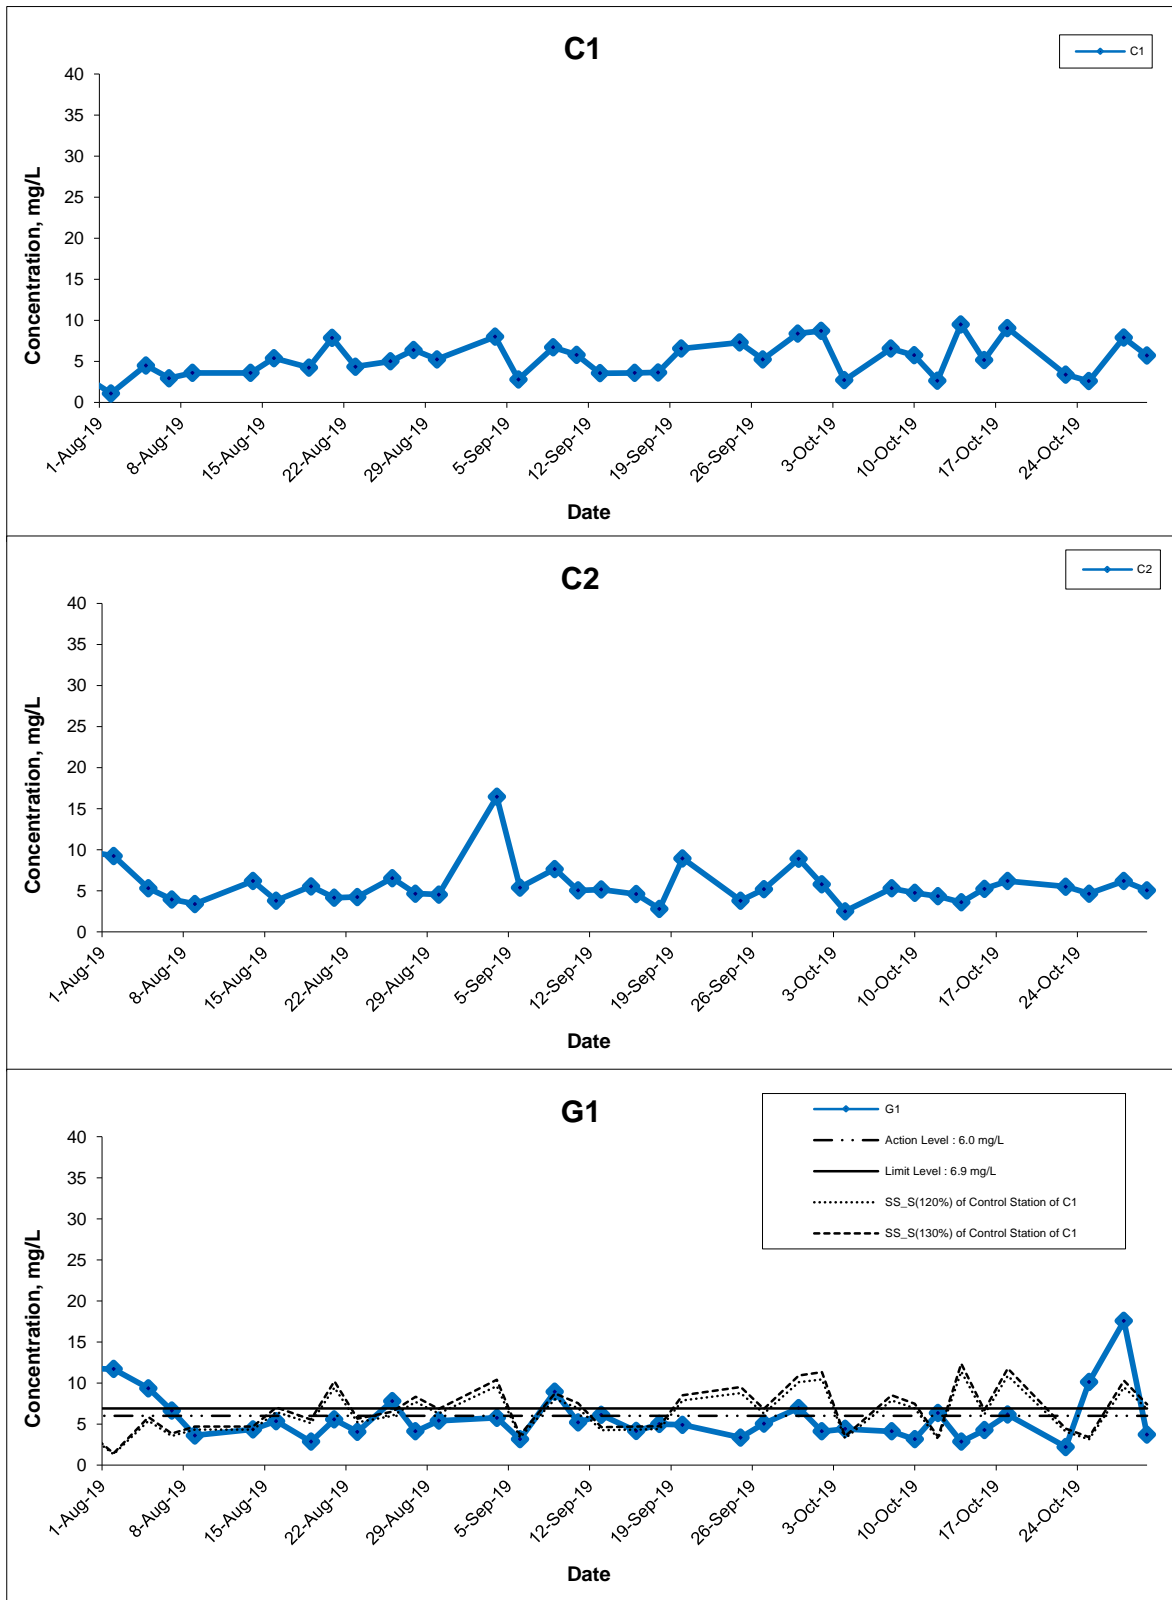 C1
C1
40
35
30
25
20
15
10
5
0
Concentration, mg/L
1-Aug-19
8-Aug-19
15-Aug-19
22-Aug-19
29-Aug-19
5-Sep-19
12-Sep-19
19-Sep-19
26-Sep-19
3-Oct-19
10-Oct-19
17-Oct-19
24-Oct-19
Date
C2
C2
40
35
30
25
20
15
10
5
0
Concentration, mg/L
1-Aug-19
8-Aug-19
15-Aug-19
22-Aug-19
29-Aug-19
5-Sep-19
12-Sep-19
19-Sep-19
26-Sep-19
3-Oct-19
10-Oct-19
17-Oct-19
24-Oct-19
Date
G1
G1
Action Level : 6.0 mg/L
Limit Level : 6.9 mg/L
SS_S(120%) of Control Station of C1
SS_S(130%) of Control Station of C1
40
35
30
25
20
15
10
5
0
Concentration, mg/L
1-Aug-19
8-Aug-19
15-Aug-19
22-Aug-19
29-Aug-19
5-Sep-19
12-Sep-19
19-Sep-19
26-Sep-19
3-Oct-19
10-Oct-19
17-Oct-19
24-Oct-19
Date